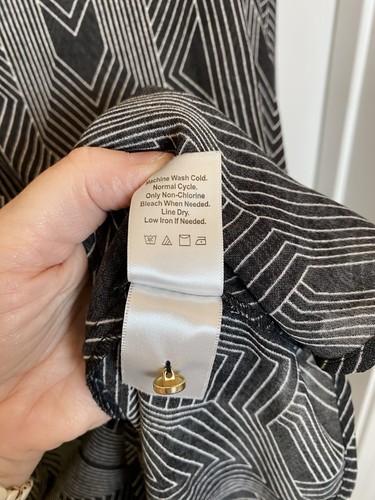 Machine Wash Cold.
Normal Cycle.
Only Non-Chlorine
Bleach When Needed.
Line Dry.
Low Iron If Needed.